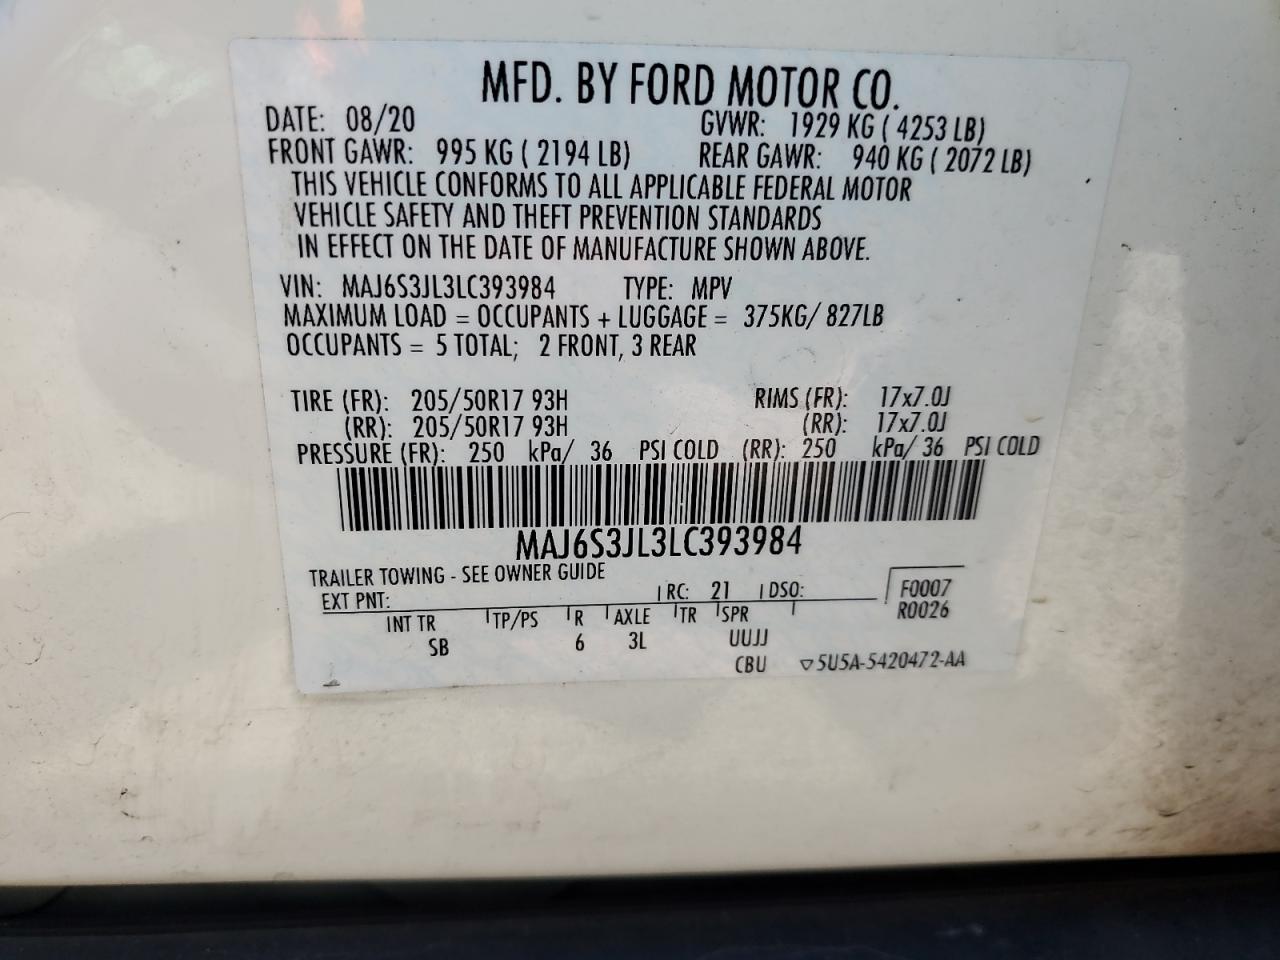 MFD. BY FORD MOTOR CO.
DATE: 08/20 GVWR: 1929 KG ( 4253 LB)
FRONT GAWR: 995 KG ( 2194 LB) REAR GAWR: 940 KG ( 2072 LB)
THIS VEHICLE CONFORMS TO ALL APPLICABLE FEDERAL MOTOR
VEHICLE SAFETY AND THEFT PREVENTION STANDARDS
IN EFFECT ON THE DATE OF MANUFACTURE SHOWN ABOVE.
VIN: MAJ6S3JL3LC393984 TYPE: MPV
MAXIMUM LOAD = OCCUPANTS + LUGGAGE = 375KG/ 827LB
OCCUPANTS = 5 TOTAL; 2 FRONT, 3 REAR
TIRE (FR): 205/50R17 93H RIMS (FR): 17x7.0J
(RR): 205/50R17 93H (RR): 17x7.0J
PRESSURE (FR): 250 kPa/ 36 PSI COLD (RR): 250 kPa/ 36 PSI COLD
MAJ6S3JL3LC393984
TRAILER TOWING - SEE OWNER GUIDE
EXT PNT: RC: 21 DSO: F0007
R0026
INT TR TP/PS R AXLE TR SPR
SB 6 3L UUJJ
CBU ▽5U5A-5420472-AA